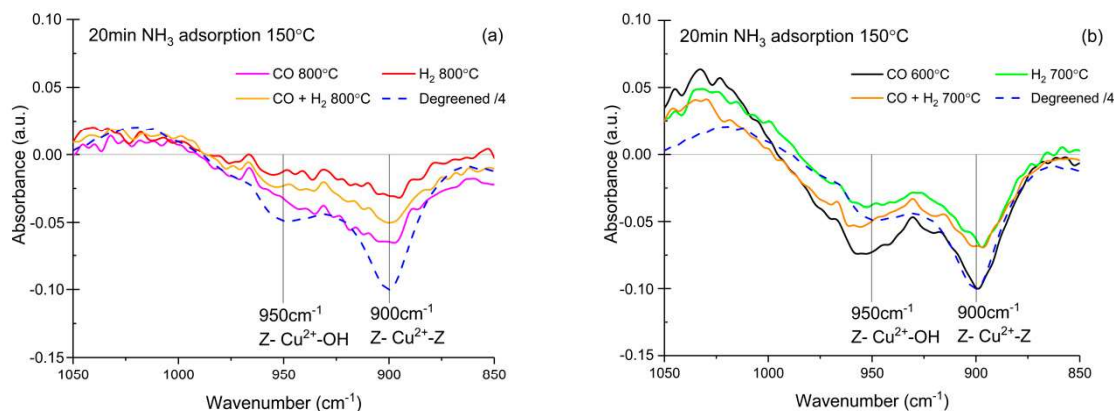 20min NH₃ adsorption 150°C (a)
CO 800°C H₂ 800°C
CO + H₂ 800°C Degreened /4
0.10
0.05
0.00
-0.05
-0.10
-0.15
Absorbance (a.u.)
950cm⁻¹ 900cm⁻¹
Z- Cu²⁺-OH Z- Cu²⁺-Z
1050 1000 950 900 850
Wavenumber (cm⁻¹)
20min NH₃ adsorption 150°C (b)
CO 600°C H₂ 700°C
CO + H₂ 700°C Degreened /4
0.10
0.05
0.00
-0.05
-0.10
-0.15
Absorbance (a.u.)
950cm⁻¹ 900cm⁻¹
Z- Cu²⁺-OH Z- Cu²⁺-Z
1050 1000 950 900 850
Wavenumber (cm⁻¹)